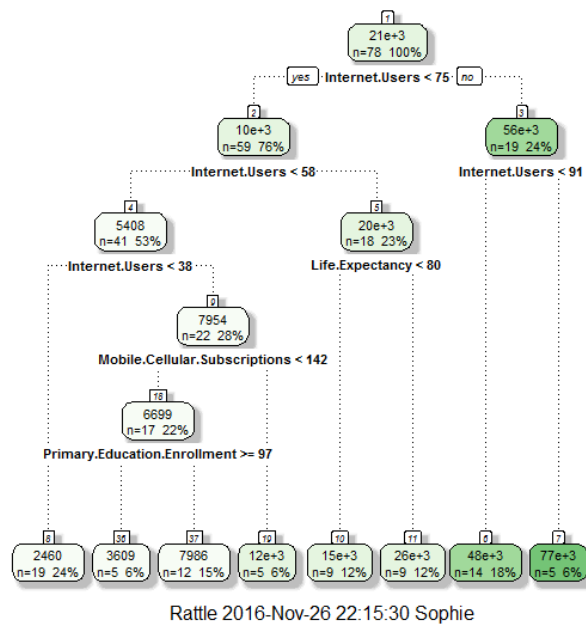 1
21e+3
n=78 100%
yes Internet.Users < 75 no
2 3
10e+3 56e+3
n=59 76% n=19 24%
Internet.Users < 58 Internet.Users < 91
4 5
5408 20e+3
n=41 53% n=18 23%
Internet.Users < 38 Life.Expectancy < 80
9
7954
n=22 28%
Mobile.Cellular.Subscriptions < 142
18
6699
n=17 22%
Primary.Education.Enrollment >= 97
8 36 37 19 10 11 6 7
2460 3609 7986 12e+3 15e+3 26e+3 48e+3 77e+3
n=19 24% n=5 6% n=12 15% n=5 6% n=9 12% n=9 12% n=14 18% n=5 6%
Rattle 2016-Nov-26 22:15:30 Sophie